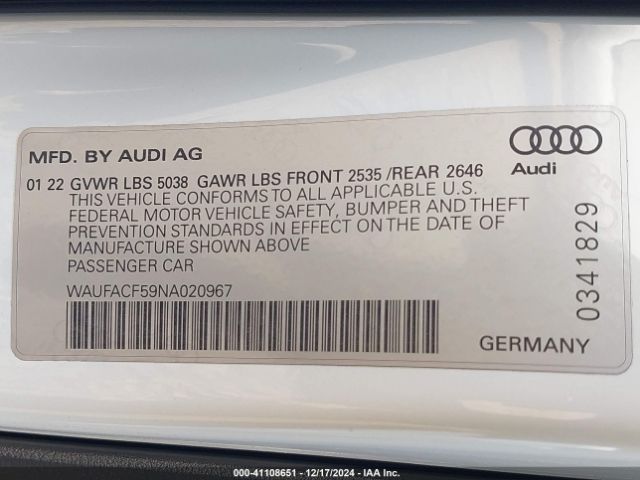 MFD. BY AUDI AG
01 22 GVWR LBS 5038 GAWR LBS FRONT 2535 /REAR 2646
THIS VEHICLE CONFORMS TO ALL APPLICABLE U.S.
FEDERAL MOTOR VEHICLE SAFETY, BUMPER AND THEFT
PREVENTION STANDARDS IN EFFECT ON THE DATE OF
MANUFACTURE SHOWN ABOVE
PASSENGER CAR
WAUFACF59NA020967
Audi
0341829
GERMANY
000-41108651 - 12/17/2024 - IAAI.COM